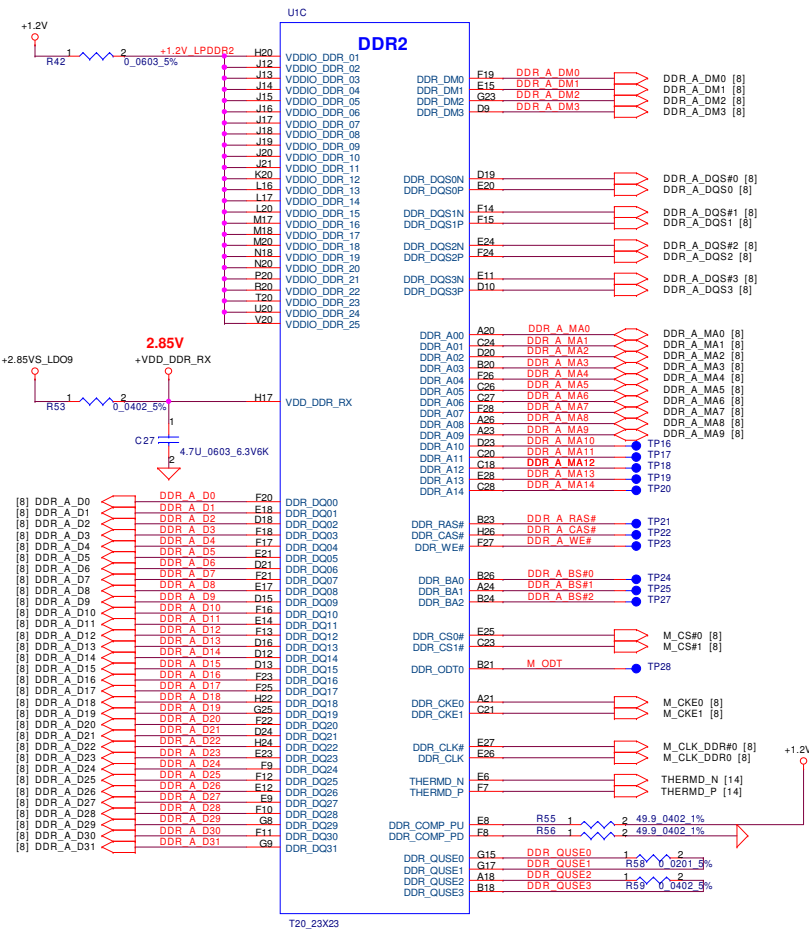 U1C
DDR2
+1.2V
R42 1 2 0_0603_5%
+1.2V_LPDDR2
H20 VDDIO_DDR_01
J12 VDDIO_DDR_02
J13 VDDIO_DDR_03
J14 VDDIO_DDR_04
J15 VDDIO_DDR_05
J16 VDDIO_DDR_06
J17 VDDIO_DDR_07
J18 VDDIO_DDR_08
J19 VDDIO_DDR_09
J20 VDDIO_DDR_10
J21 VDDIO_DDR_11
K20 VDDIO_DDR_12
L16 VDDIO_DDR_13
L17 VDDIO_DDR_14
L20 VDDIO_DDR_15
M17 VDDIO_DDR_16
M18 VDDIO_DDR_17
M20 VDDIO_DDR_18
N18 VDDIO_DDR_19
N20 VDDIO_DDR_20
P20 VDDIO_DDR_21
R20 VDDIO_DDR_22
T20 VDDIO_DDR_23
U20 VDDIO_DDR_24
V20 VDDIO_DDR_25
2.85V
+2.85VS_LDO9
+VDD_DDR_RX
R53 1 2 0_0402_5%
H17 VDD_DDR_RX
1
C27
4.7U_0603_6.3V6K
2
[8] DDR_A_D0 DDR_A_D0 F20 DDR_DQ00
[8] DDR_A_D1 DDR_A_D1 E18 DDR_DQ01
[8] DDR_A_D2 DDR_A_D2 D18 DDR_DQ02
[8] DDR_A_D3 DDR_A_D3 F18 DDR_DQ03
[8] DDR_A_D4 DDR_A_D4 F17 DDR_DQ04
[8] DDR_A_D5 DDR_A_D5 E21 DDR_DQ05
[8] DDR_A_D6 DDR_A_D6 D21 DDR_DQ06
[8] DDR_A_D7 DDR_A_D7 F21 DDR_DQ07
[8] DDR_A_D8 DDR_A_D8 E17 DDR_DQ08
[8] DDR_A_D9 DDR_A_D9 D15 DDR_DQ09
[8] DDR_A_D10 DDR_A_D10 F16 DDR_DQ10
[8] DDR_A_D11 DDR_A_D11 E14 DDR_DQ11
[8] DDR_A_D12 DDR_A_D12 F13 DDR_DQ12
[8] DDR_A_D13 DDR_A_D13 D16 DDR_DQ13
[8] DDR_A_D14 DDR_A_D14 D12 DDR_DQ14
[8] DDR_A_D15 DDR_A_D15 D13 DDR_DQ15
[8] DDR_A_D16 DDR_A_D16 F23 DDR_DQ16
[8] DDR_A_D17 DDR_A_D17 F25 DDR_DQ17
[8] DDR_A_D18 DDR_A_D18 H22 DDR_DQ18
[8] DDR_A_D19 DDR_A_D19 G25 DDR_DQ19
[8] DDR_A_D20 DDR_A_D20 F22 DDR_DQ20
[8] DDR_A_D21 DDR_A_D21 D24 DDR_DQ21
[8] DDR_A_D22 DDR_A_D22 H24 DDR_DQ22
[8] DDR_A_D23 DDR_A_D23 E23 DDR_DQ23
[8] DDR_A_D24 DDR_A_D24 F9 DDR_DQ24
[8] DDR_A_D25 DDR_A_D25 F12 DDR_DQ25
[8] DDR_A_D26 DDR_A_D26 E12 DDR_DQ26
[8] DDR_A_D27 DDR_A_D27 E9 DDR_DQ27
[8] DDR_A_D28 DDR_A_D28 F10 DDR_DQ28
[8] DDR_A_D29 DDR_A_D29 G8 DDR_DQ29
[8] DDR_A_D30 DDR_A_D30 F11 DDR_DQ30
[8] DDR_A_D31 DDR_A_D31 G9 DDR_DQ31
DDR_DM0 F19 DDR_A_DM0 DDR_A_DM0 [8]
DDR_DM1 E15 DDR_A_DM1 DDR_A_DM1 [8]
DDR_DM2 G23 DDR_A_DM2 DDR_A_DM2 [8]
DDR_DM3 D9 DDR_A_DM3 DDR_A_DM3 [8]
DDR_DQS0N D19 DDR_A_DQS#0 [8]
DDR_DQS0P E20 DDR_A_DQS0 [8]
DDR_DQS1N F14 DDR_A_DQS#1 [8]
DDR_DQS1P F15 DDR_A_DQS1 [8]
DDR_DQS2N E24 DDR_A_DQS#2 [8]
DDR_DQS2P F24 DDR_A_DQS2 [8]
DDR_DQS3N E11 DDR_A_DQS#3 [8]
DDR_DQS3P D10 DDR_A_DQS3 [8]
DDR_A00 A20 DDR_A_MA0 DDR_A_MA0 [8]
DDR_A01 C24 DDR_A_MA1 DDR_A_MA1 [8]
DDR_A02 D20 DDR_A_MA2 DDR_A_MA2 [8]
DDR_A03 B20 DDR_A_MA3 DDR_A_MA3 [8]
DDR_A04 F26 DDR_A_MA4 DDR_A_MA4 [8]
DDR_A05 C26 DDR_A_MA5 DDR_A_MA5 [8]
DDR_A06 C27 DDR_A_MA6 DDR_A_MA6 [8]
DDR_A07 F28 DDR_A_MA7 DDR_A_MA7 [8]
DDR_A08 A26 DDR_A_MA8 DDR_A_MA8 [8]
DDR_A09 A23 DDR_A_MA9 DDR_A_MA9 [8]
DDR_A10 D23 DDR_A_MA10 TP16
DDR_A11 C20 DDR_A_MA11 TP17
DDR_A12 C18 DDR_A_MA12 TP18
DDR_A13 E28 DDR_A_MA13 TP19
DDR_A14 C28 DDR_A_MA14 TP20
DDR_RAS# B23 DDR_A_RAS# TP21
DDR_CAS# H26 DDR_A_CAS# TP22
DDR_WE# F27 DDR_A_WE# TP23
DDR_BA0 B26 DDR_A_BS#0 TP24
DDR_BA1 A24 DDR_A_BS#1 TP25
DDR_BA2 B24 DDR_A_BS#2 TP27
DDR_CS0# E25 M_CS#0 [8]
DDR_CS1# C23 M_CS#1 [8]
DDR_ODT0 B21 M_ODT TP28
DDR_CKE0 A21 M_CKE0 [8]
DDR_CKE1 C21 M_CKE1 [8]
DDR_CLK# E27 M_CLK_DDR#0 [8]
DDR_CLK E26 M_CLK_DDR0 [8]
+1.2V
THERMD_N E6 THERMD_N [14]
THERMD_P F7 THERMD_P [14]
DDR_COMP_PU E8 R55 1 2 49.9_0402_1%
DDR_COMP_PD F8 R56 1 2 49.9_0402_1%
DDR_QUSE0 G15 DDR_QUSE0 1 2
DDR_QUSE1 G17 DDR_QUSE1 R58 0_0201_5%
DDR_QUSE2 A18 DDR_QUSE2 1 2
DDR_QUSE3 B18 DDR_QUSE3 R59 0_0402_5%
T20_23X23